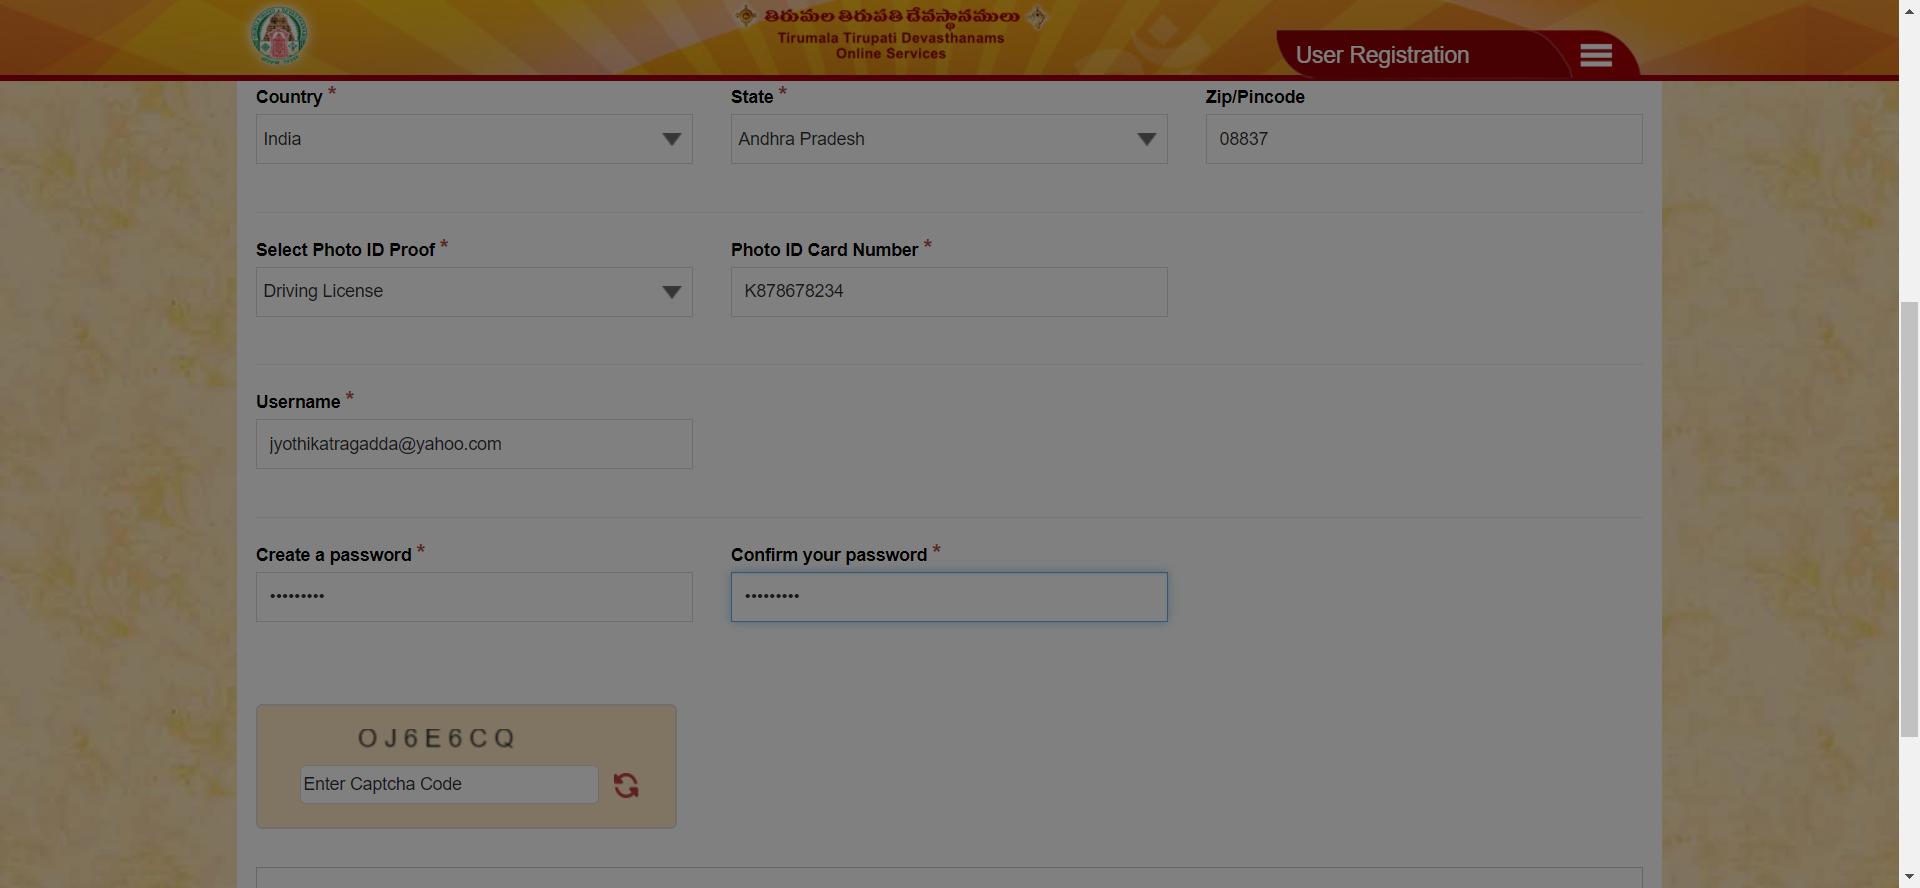 తిరుమల తిరుపతి దేవస్థానములు
Tirumala Tirupati Devasthanams
Online Services
User Registration
Country *
State *
Zip/Pincode
India
Andhra Pradesh
08837
Select Photo ID Proof *
Photo ID Card Number *
Driving License
K878678234
Username *
jyothikatragadda@yahoo.com
Create a password *
Confirm your password *
•••••••••
•••••••••
OJ6E6CQ
Enter Captcha Code